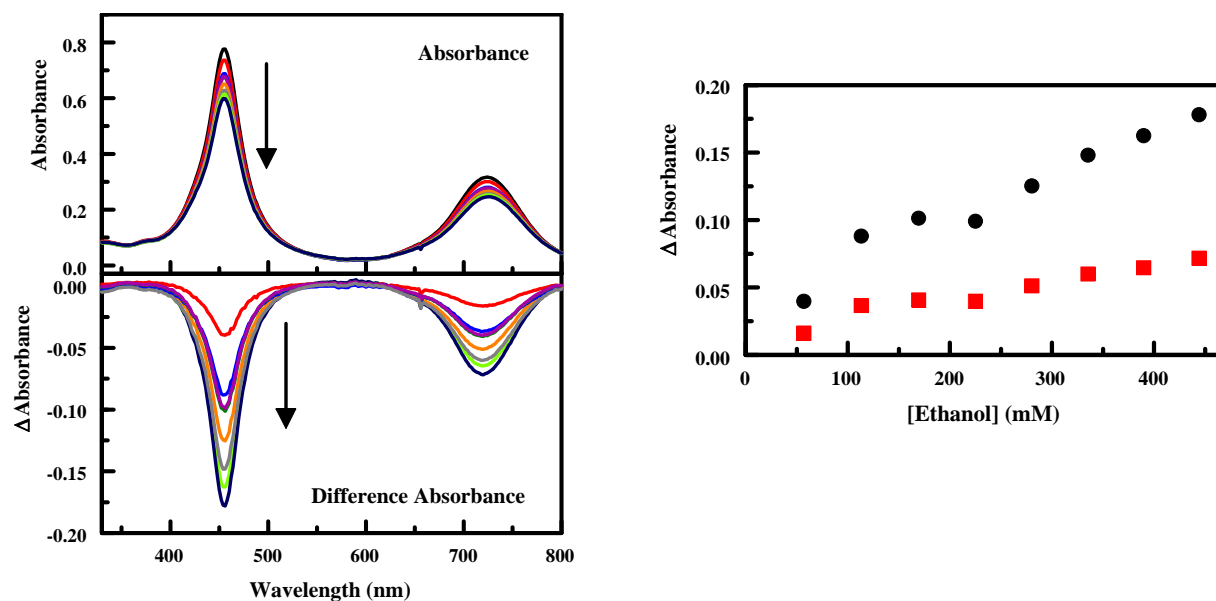 Absorbance
0.8
0.6
0.4
0.2
0.0
Absorbance
0.00
-0.05
-0.10
-0.15
-0.20
Δ Absorbance
Difference Absorbance
400 500 600 700 800
Wavelength (nm)
0.20
0.15
0.10
0.05
0.00
Δ Absorbance
0 100 200 300 400
[Ethanol] (mM)